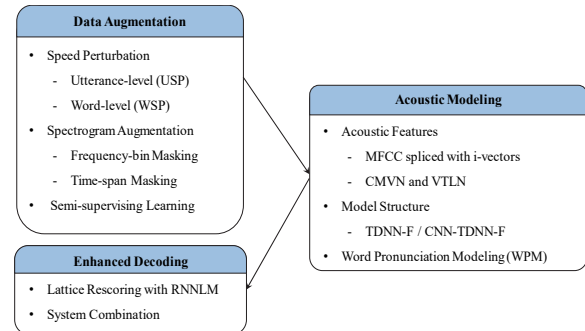 Data Augmentation
• Speed Perturbation
- Utterance-level (USP)
- Word-level (WSP)
• Spectrogram Augmentation
- Frequency-bin Masking
- Time-span Masking
• Semi-supervising Learning
Acoustic Modeling
• Acoustic Features
- MFCC spliced with i-vectors
- CMVN and VTLN
• Model Structure
- TDNN-F / CNN-TDNN-F
• Word Pronunciation Modeling (WPM)
Enhanced Decoding
• Lattice Rescoring with RNNLM
• System Combination